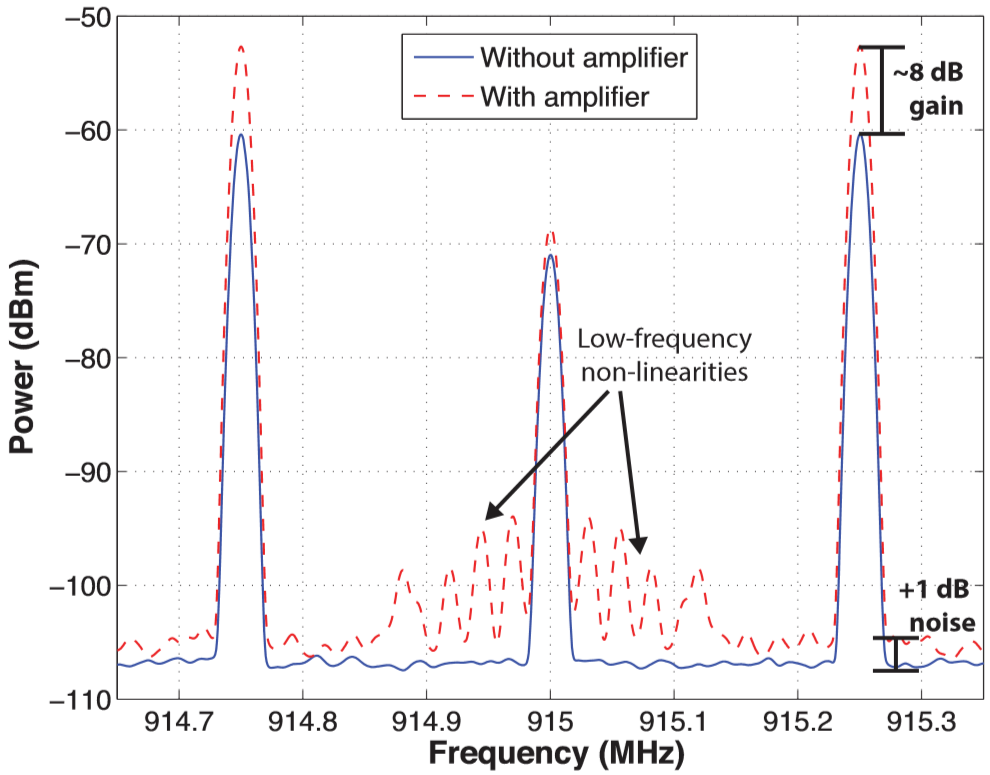 −50
−60
−70
−80
−90
−100
−110
Power (dBm)
Without amplifier
With amplifier
~8 dB
gain
Low-frequency
non-linearities
+1 dB
noise
914.7 914.8 914.9 915 915.1 915.2 915.3
Frequency (MHz)